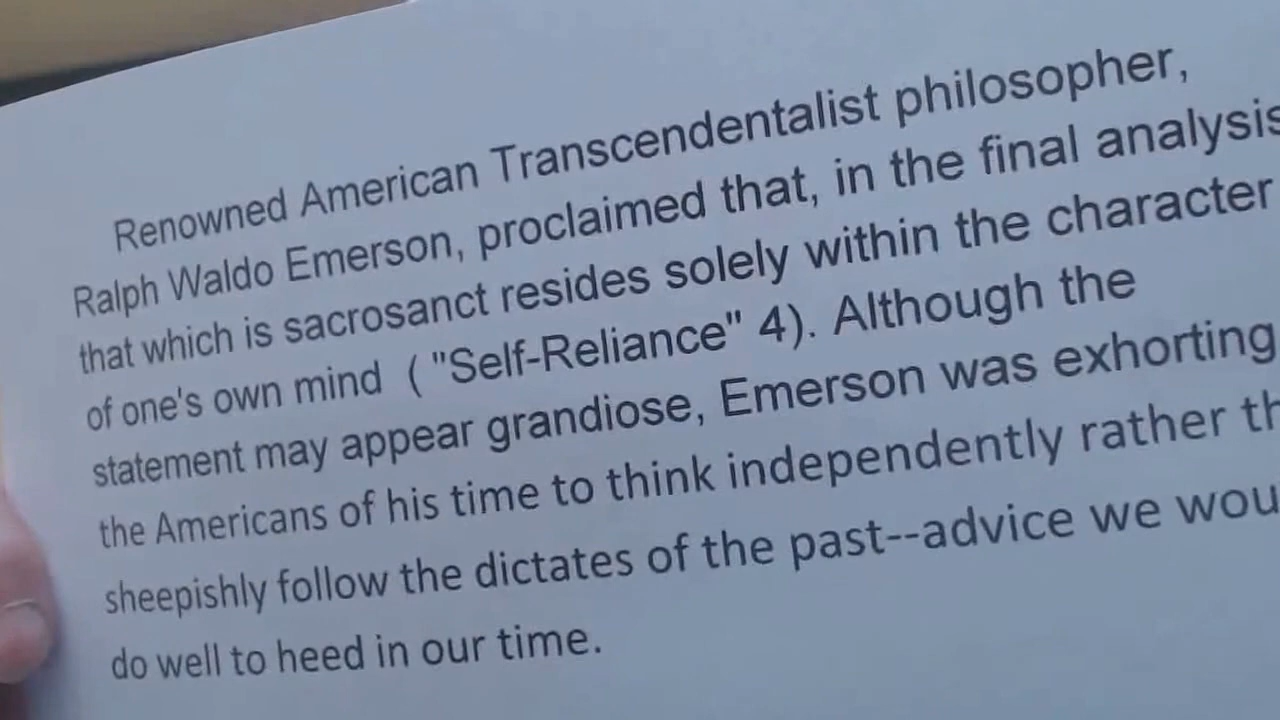 Renowned American Transcendentalist philosopher,
Ralph Waldo Emerson, proclaimed that, in the final analysis
that which is sacrosanct resides solely within the character
of one's own mind ( "Self-Reliance" 4). Although the
statement may appear grandiose, Emerson was exhorting
the Americans of his time to think independently rather
sheepishly follow the dictates of the past--advice we
do well to heed in our time.